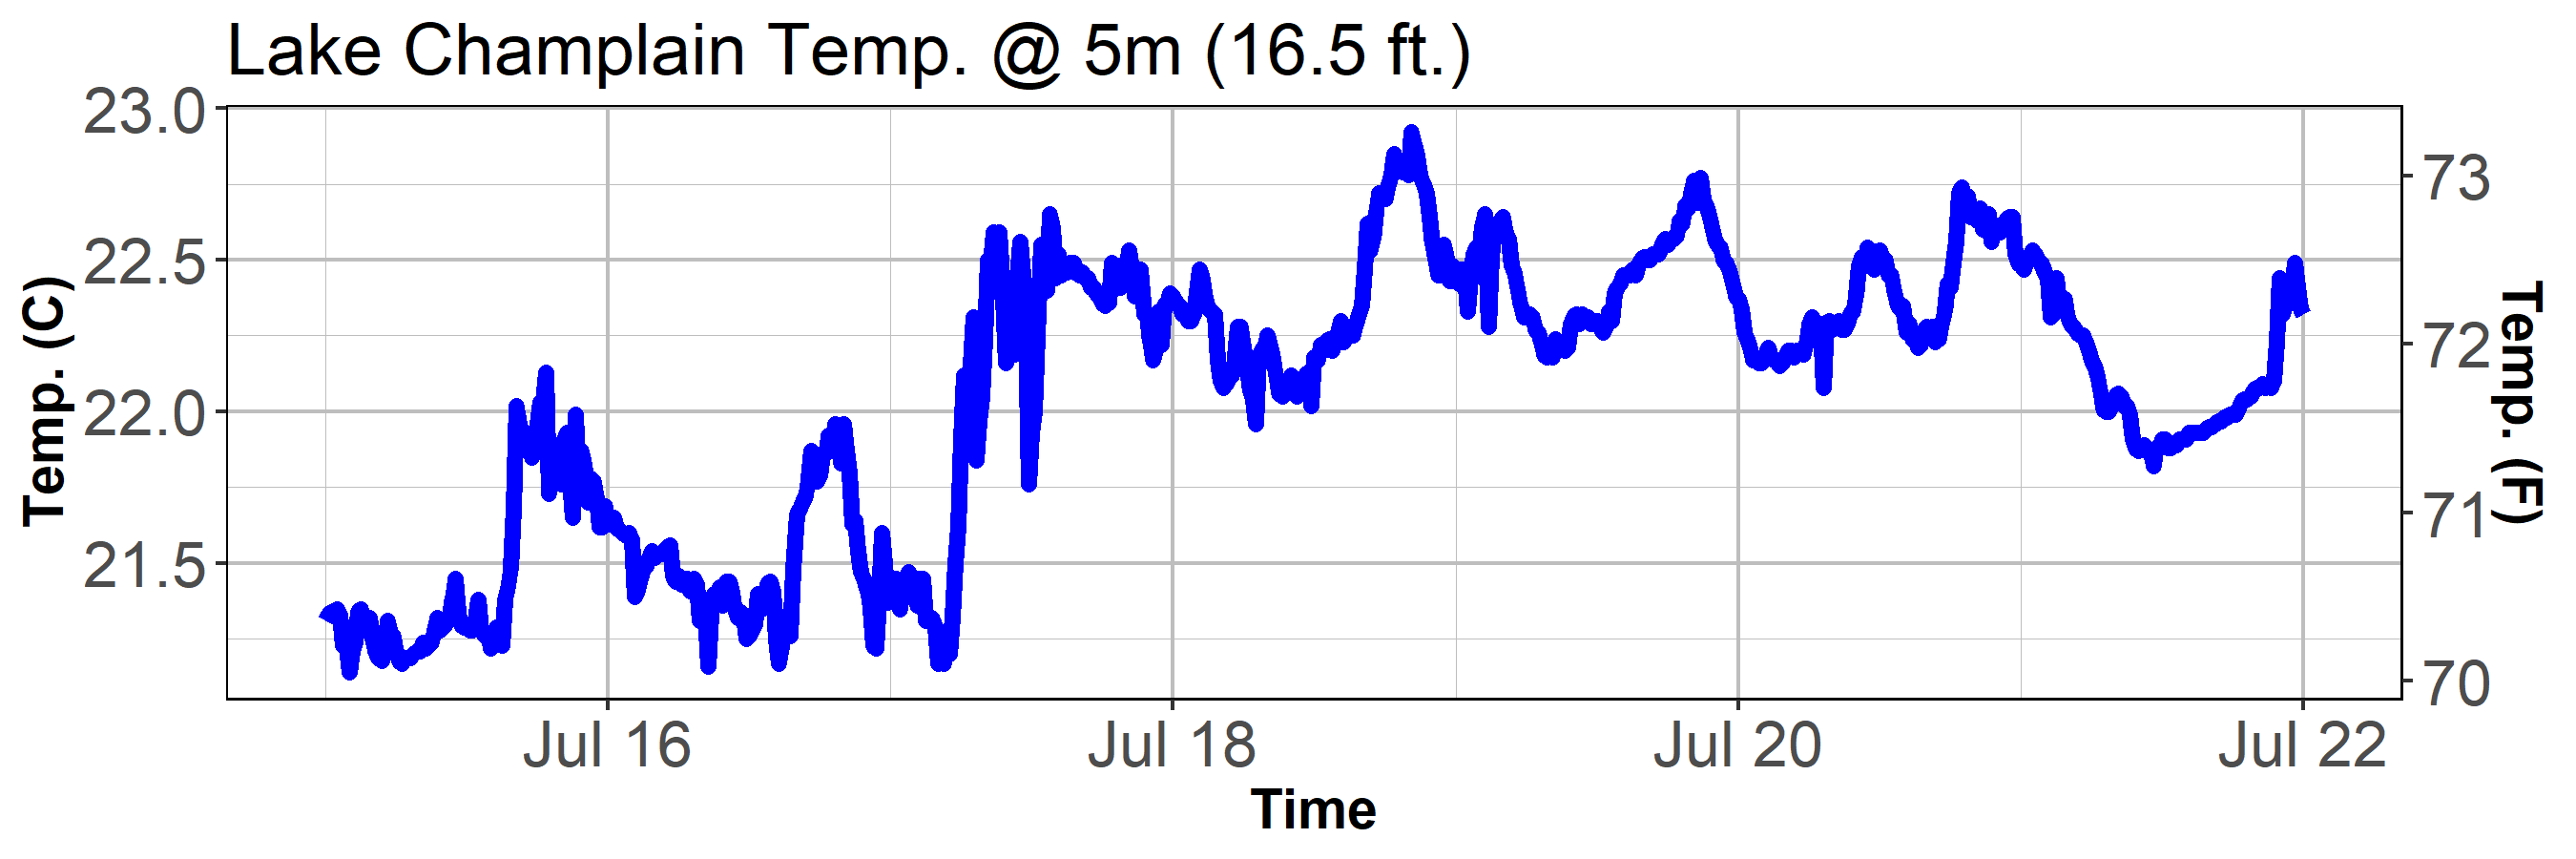 Lake Champlain Temp. @ 5m (16.5 ft.)
23.0
22.5
22.0
21.5
Temp. (C)
73
72
71
70
Temp. (F)
Jul 16 Jul 18 Jul 20 Jul 22
Time